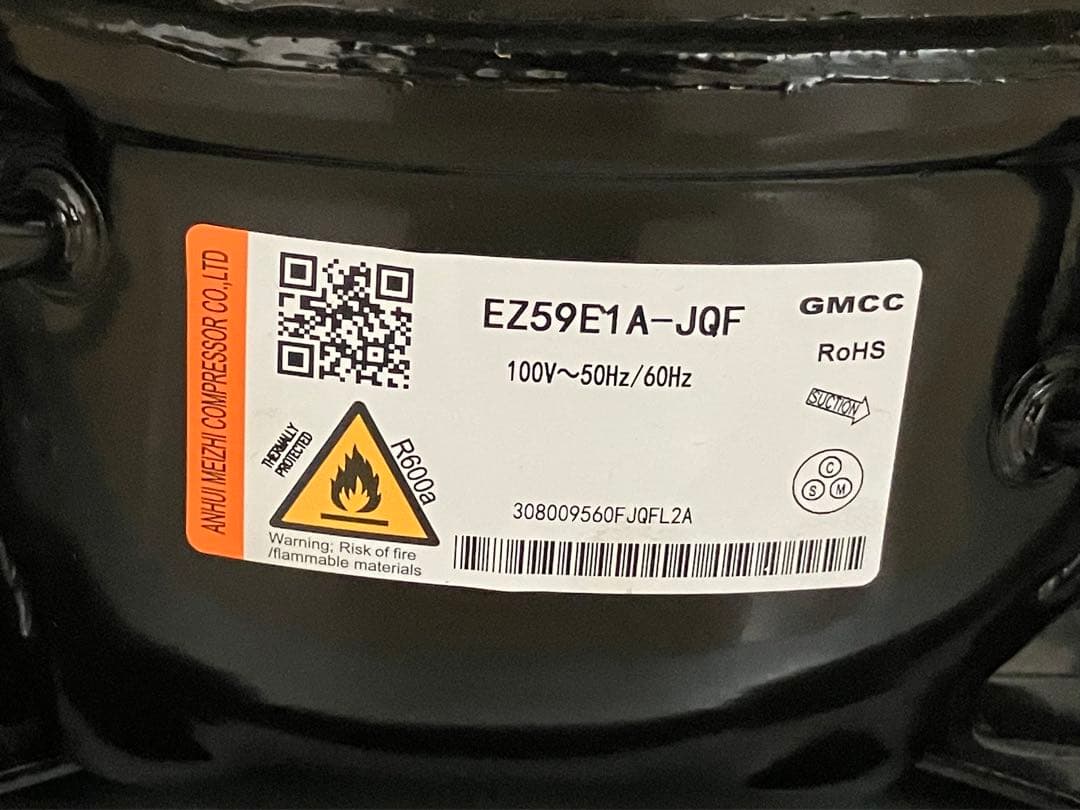 ANHUI MEIZHI COMPRESSOR CO.,LTD
EZ59E1A-JQF
100V～50Hz/60Hz
GMCC
RoHS
SUCTION
C
S M
THERMALLY
PROTECTED
R600a
Warning; Risk of fire
/flammable materials
308009560FJQFL2A